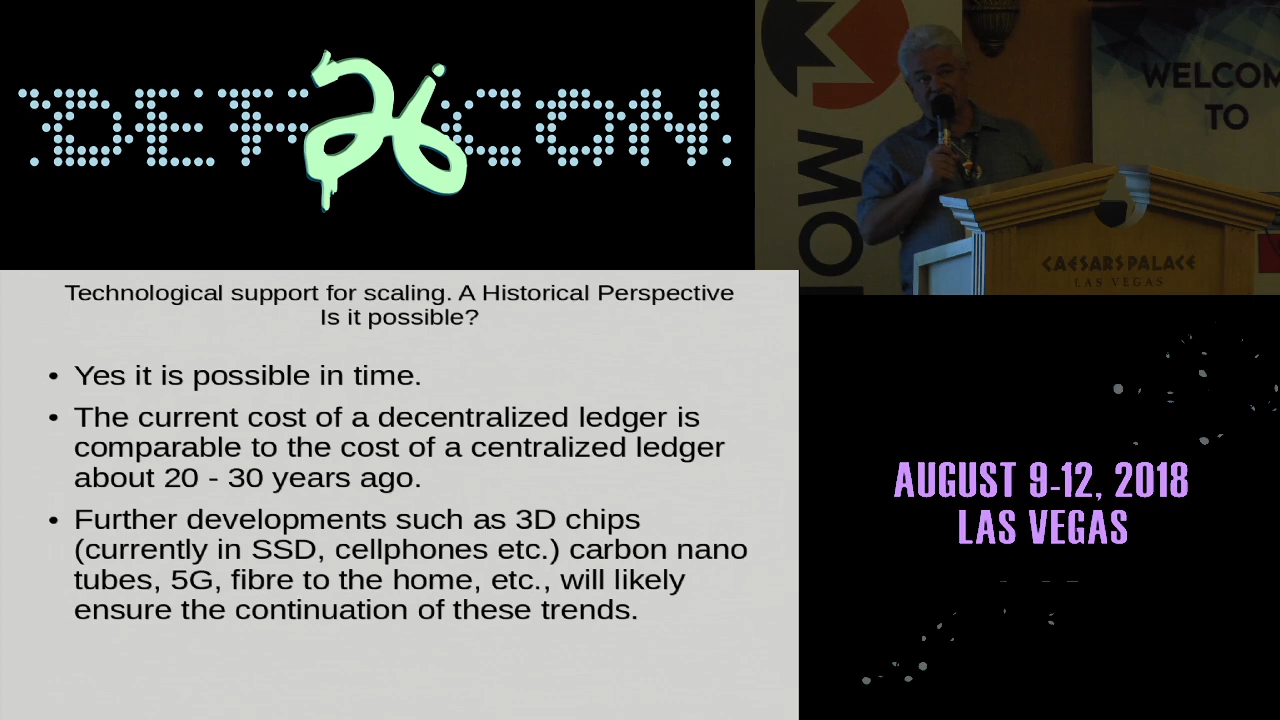 DEF CON
26
WELCOM
TO
MO
CAESARS PALACE
LAS VEGAS
Technological support for scaling. A Historical Perspective
Is it possible?
• Yes it is possible in time.
• The current cost of a decentralized ledger is
comparable to the cost of a centralized ledger
about 20 - 30 years ago.
• Further developments such as 3D chips
(currently in SSD, cellphones etc.) carbon nano
tubes, 5G, fibre to the home, etc., will likely
ensure the continuation of these trends.
AUGUST 9-12, 2018
LAS VEGAS